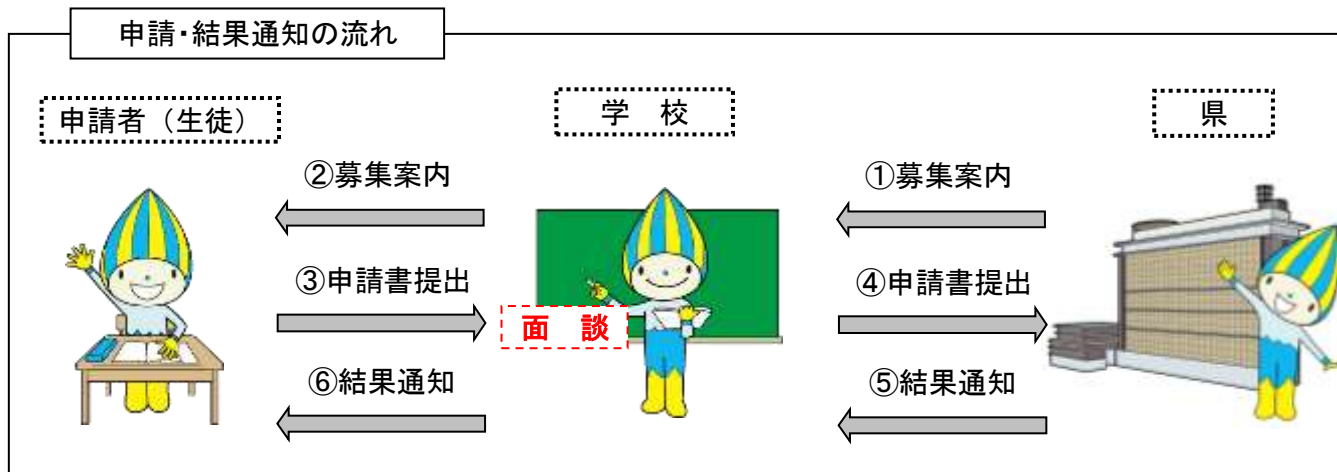 申請・結果通知の流れ
申請者（生徒）
学　校
県
②募集案内
①募集案内
③申請書提出
④申請書提出
面　談
⑥結果通知
⑤結果通知